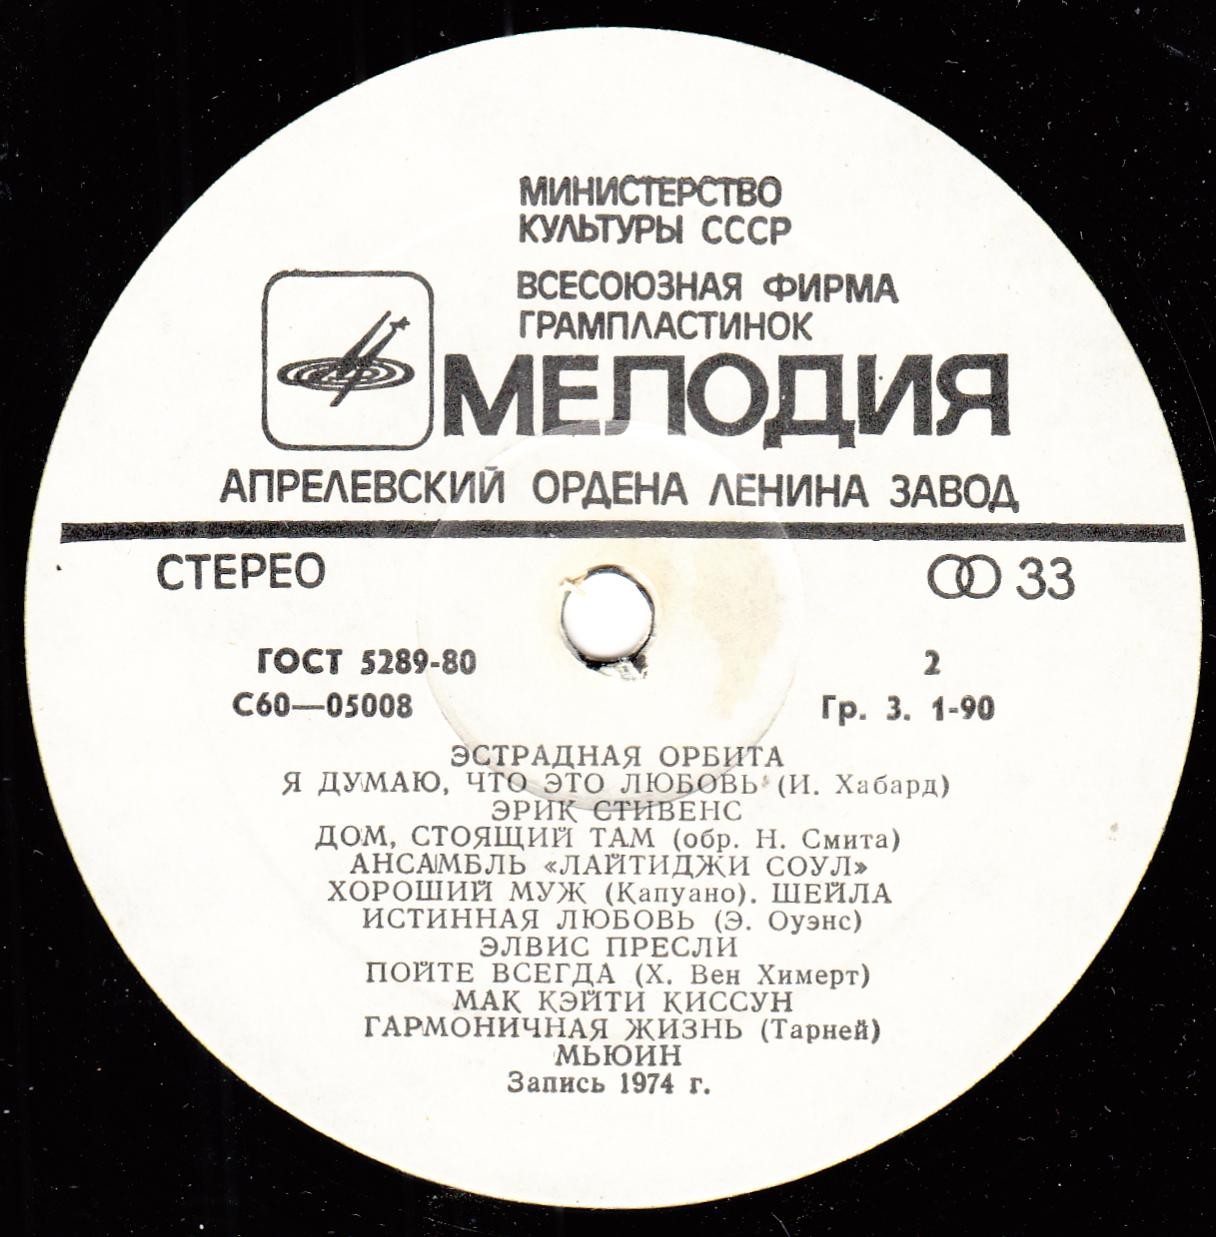 МИНИСТЕРСТВО
КУЛЬТУРЫ СССР
ВСЕСОЮЗНАЯ ФИРМА
ГРАМПЛАСТИНОК
МЕЛОДИЯ
АПРЕЛЕВСКИЙ ОРДЕНА ЛЕНИНА ЗАВОД
СТЕРЕО 33
ГОСТ 5289-80 2
С60—05008 Гр. 3. 1-90
ЭСТРАДНАЯ ОРБИТА
Я ДУМАЮ, ЧТО ЭТО ЛЮБОВЬ (И. Хабард)
ЭРИК СТИВЕНС
ДОМ, СТОЯЩИЙ ТАМ (обр. Н. Смита)
АНСАМБЛЬ «ЛАЙТИДЖИ СОУЛ»
ХОРОШИЙ МУЖ (Капуано). ШЕЙЛА
ИСТИННАЯ ЛЮБОВЬ (Э. Оуэнс)
ЭЛВИС ПРЕСЛИ
ПОЙТЕ ВСЕГДА (Х. Вен Химерт)
МАК КЭЙТИ КИССУН
ГАРМОНИЧНАЯ ЖИЗНЬ (Тарней)
МЬЮИН
Запись 1974 г.